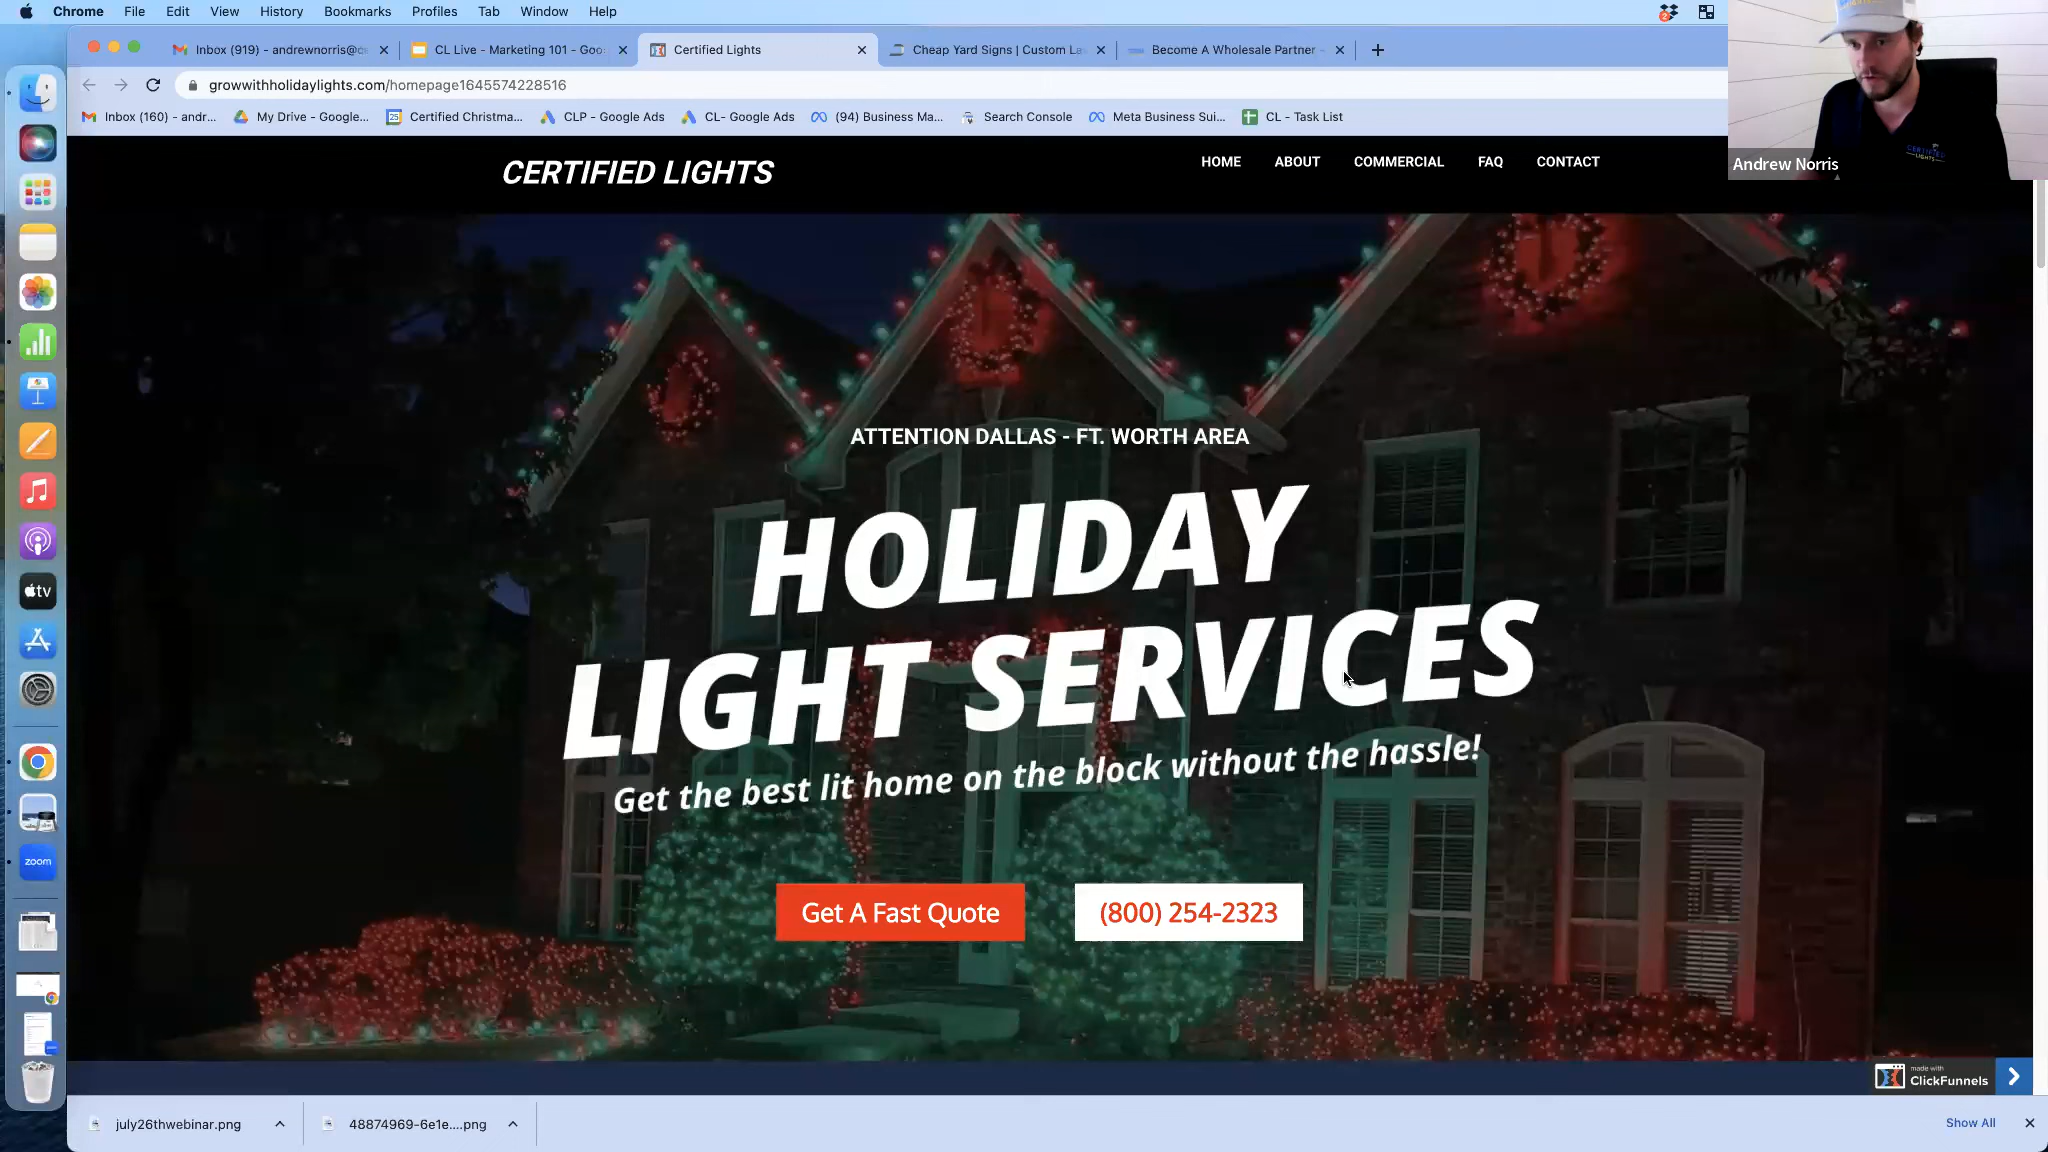 Chrome File Edit View History Bookmarks Profiles Tab Window Help
Inbox (919) - andrewnorris@c
CL Live - Marketing 101 - Goo
Certified Lights
Cheap Yard Signs | Custom La
Become A Wholesale Partner -
growwithholidaylights.com/homepage1645574228516
Inbox (160) - andr...
My Drive - Google...
Certified Christma...
CLP - Google Ads
CL- Google Ads
(94) Business Ma...
Search Console
Meta Business Sui...
CL - Task List
Andrew Norris
CERTIFIED LIGHTS
HOME ABOUT COMMERCIAL FAQ CONTACT
ATTENTION DALLAS - FT. WORTH AREA
HOLIDAY
LIGHT SERVICES
Get the best lit home on the block without the hassle!
Get A Fast Quote
(800) 254-2323
made with
ClickFunnels
tv
zoom
july26thwebinar.png
48874969-6e1e....png
Show All